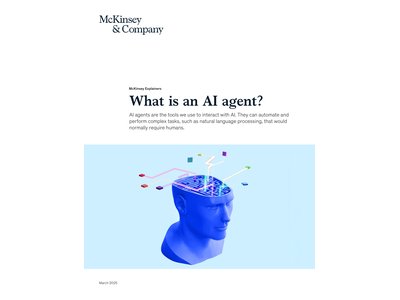 McKinsey
& Company
McKinsey Explainers
What is an AI agent?
AI agents are the tools we use to interact with AI. They can automate and
perform complex tasks, such as natural language processing, that would
normally require humans.
March 2025